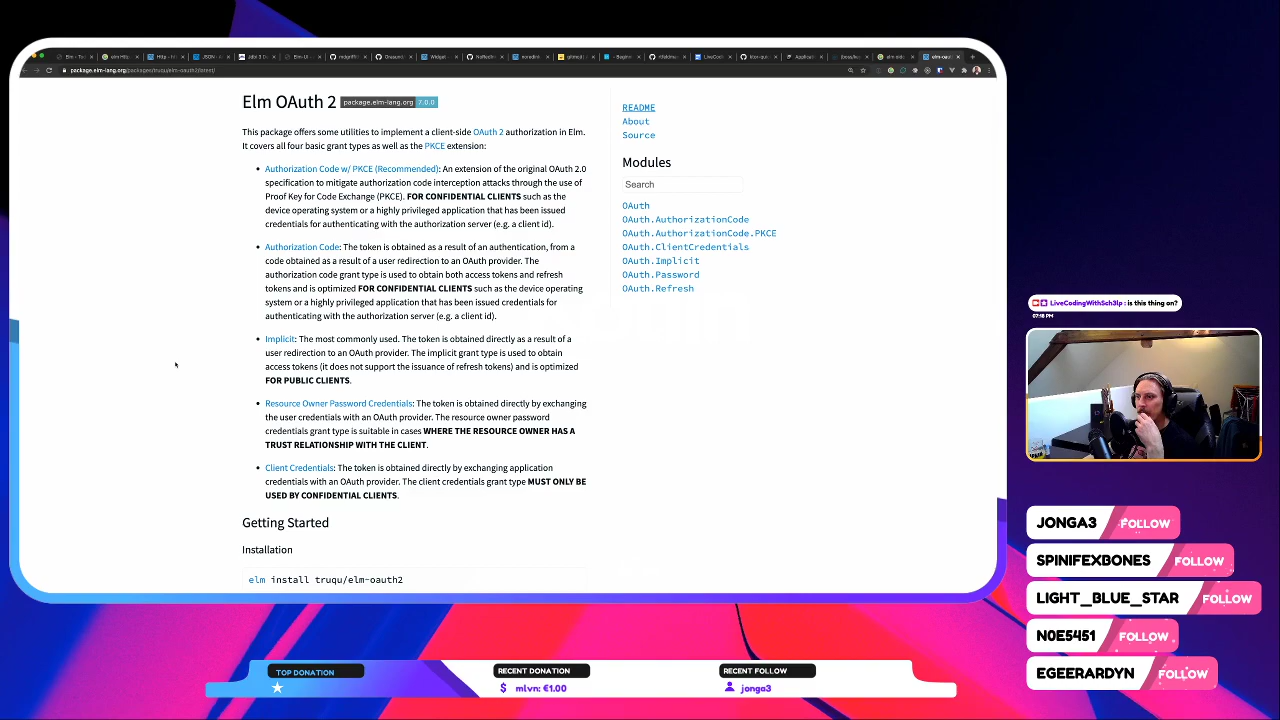 package.elm-lang.org/packages/truqu/elm-oauth2/latest/
Elm OAuth 2 package.elm-lang.org 7.0.0
This package offers some utilities to implement a client-side OAuth 2 authorization in Elm.
It covers all four basic grant types as well as the PKCE extension:
• Authorization Code w/ PKCE (Recommended): An extension of the original OAuth 2.0
specification to mitigate authorization code interception attacks through the use of
Proof Key for Code Exchange (PKCE). FOR CONFIDENTIAL CLIENTS such as the
device operating system or a highly privileged application that has been issued
credentials for authenticating with the authorization server (e.g. a client id).
• Authorization Code: The token is obtained as a result of an authentication, from a
code obtained as a result of a user redirection to an OAuth provider. The
authorization code grant type is used to obtain both access tokens and refresh
tokens and is optimized FOR CONFIDENTIAL CLIENTS such as the device operating
system or a highly privileged application that has been issued credentials for
authenticating with the authorization server (e.g. a client id).
• Implicit: The most commonly used. The token is obtained directly as a result of a
user redirection to an OAuth provider. The implicit grant type is used to obtain
access tokens (it does not support the issuance of refresh tokens) and is optimized
FOR PUBLIC CLIENTS.
• Resource Owner Password Credentials: The token is obtained directly by exchanging
the user credentials with an OAuth provider. The resource owner password
credentials grant type is suitable in cases WHERE THE RESOURCE OWNER HAS A
TRUST RELATIONSHIP WITH THE CLIENT.
• Client Credentials: The token is obtained directly by exchanging application
credentials with an OAuth provider. The client credentials grant type MUST ONLY BE
USED BY CONFIDENTIAL CLIENTS.
Getting Started
Installation
elm install truqu/elm-oauth2
README
About
Source
Modules
Search
OAuth
OAuth.AuthorizationCode
OAuth.AuthorizationCode.PKCE
OAuth.ClientCredentials
OAuth.Implicit
OAuth.Password
OAuth.Refresh
LiveCodingWithSch3lp : is this thing on?
07:18 PM
JONGA3 FOLLOW
SPINIFEXBONES FOLLOW
LIGHT_BLUE_STAR FOLLOW
N0E5451 FOLLOW
EGEERARDYN FOLLOW
TOP DONATION
RECENT DONATION
$ mlvn: €1.00
RECENT FOLLOW
jonga3